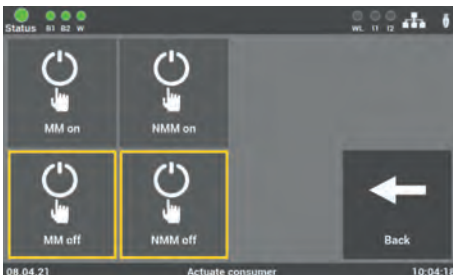 Status B1 B2 W WL I1 I2
MM on NMM on
MM off NMM off Back
08.04.21 Actuate consumer 10:04:18